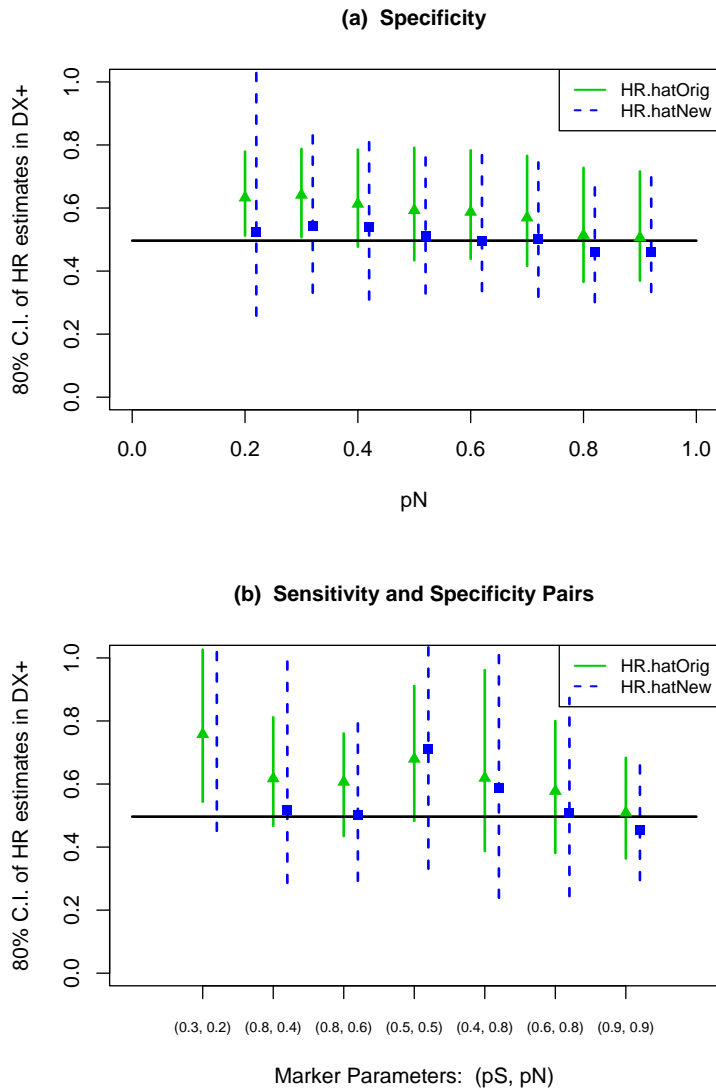 (a) Specificity
HR.hatOrig
HR.hatNew
80% C.I. of HR estimates in DX+
1.0
0.8
0.6
0.4
0.2
0.0
0.0 0.2 0.4 0.6 0.8 1.0
pN
(b) Sensitivity and Specificity Pairs
HR.hatOrig
HR.hatNew
80% C.I. of HR estimates in DX+
1.0
0.8
0.6
0.4
0.2
0.0
(0.3, 0.2) (0.8, 0.4) (0.8, 0.6) (0.5, 0.5) (0.4, 0.8) (0.6, 0.8) (0.9, 0.9)
Marker Parameters: (pS, pN)